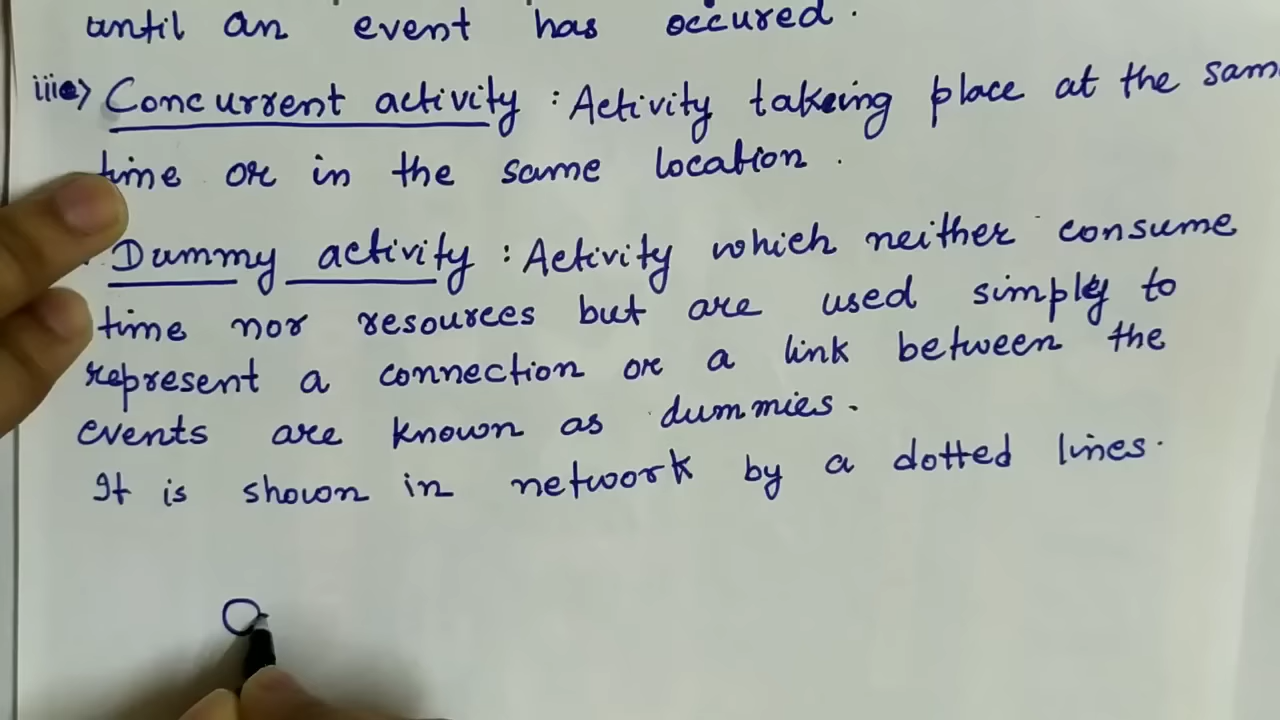 until an event has occured.
iii) Concurrent activity : Activity takeing place at the sam
time or in the same location.
Dummy activity : Activity which neither consume
time nor resources but are used simply to
represent a connection or a link between the
events are known as dummies.
It is shown in network by a dotted lines.